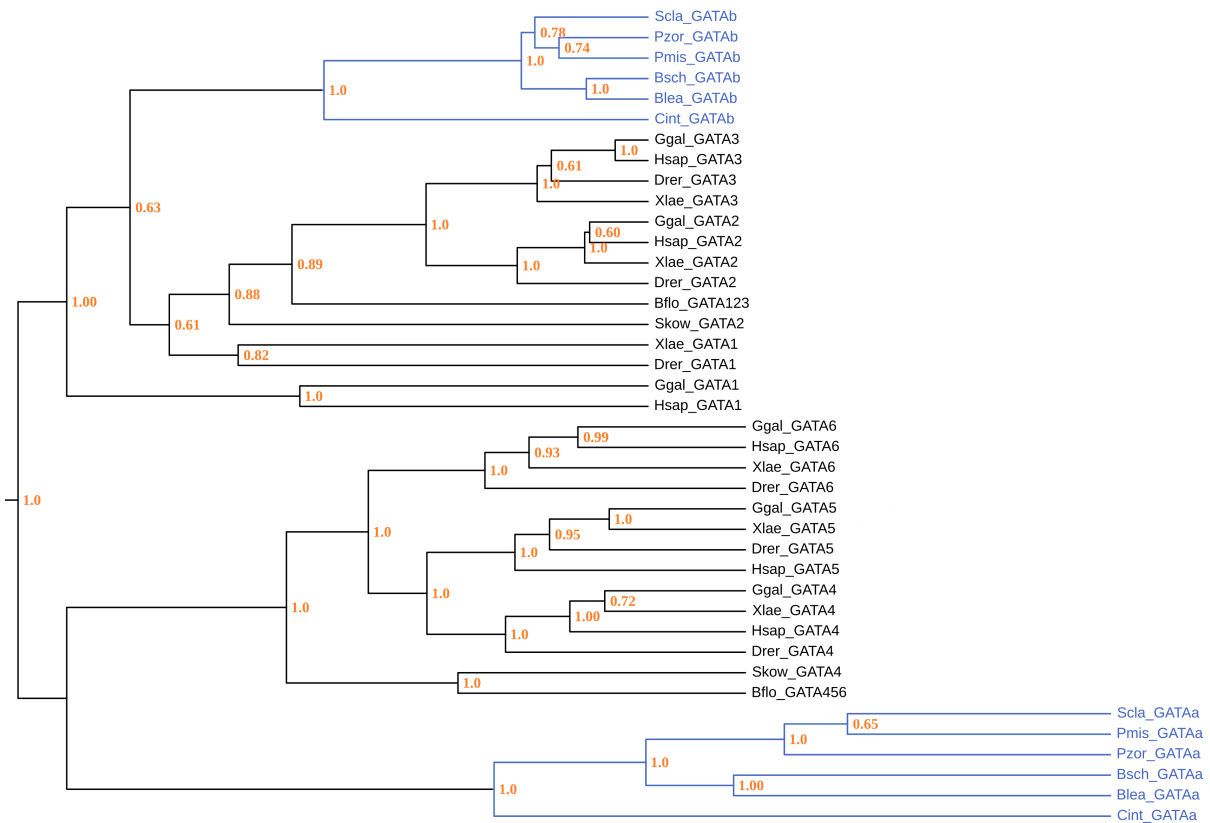 Scla_GATAb
0.78
Pzor_GATAb
0.74
Pmis_GATAb
1.0
Bsch_GATAb
1.0
1.0
Blea_GATAb
Cint_GATAb
Ggal_GATA3
1.0
Hsap_GATA3
0.61
Drer_GATA3
1.0
Xlae_GATA3
0.63
1.0
Ggal_GATA2
0.60
Hsap_GATA2
1.0
Xlae_GATA2
0.89
1.0
Drer_GATA2
0.88
1.00
Bflo_GATA123
0.61
Skow_GATA2
Xlae_GATA1
0.82
Drer_GATA1
Ggal_GATA1
1.0
Hsap_GATA1
Ggal_GATA6
0.99
Hsap_GATA6
0.93
Xlae_GATA6
1.0
Drer_GATA6
1.0
Ggal_GATA5
1.0
1.0
Xlae_GATA5
0.95
Drer_GATA5
1.0
Hsap_GATA5
1.0
Ggal_GATA4
0.72
1.0
Xlae_GATA4
1.00
Hsap_GATA4
1.0
Drer_GATA4
Skow_GATA4
1.0
Bflo_GATA456
Scla_GATAa
0.65
Pmis_GATAa
1.0
Pzor_GATAa
1.0
Bsch_GATAa
1.00
1.0
Blea_GATAa
Cint_GATAa